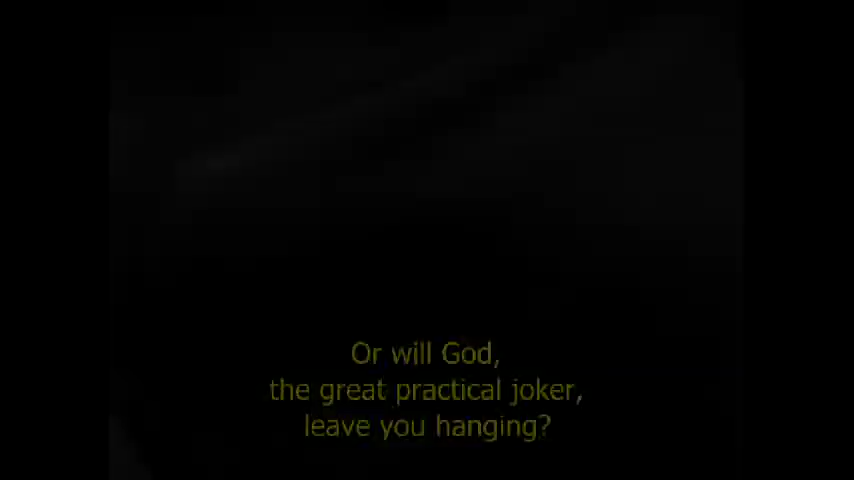 Or will God,
the great practical joker,
leave you hanging?